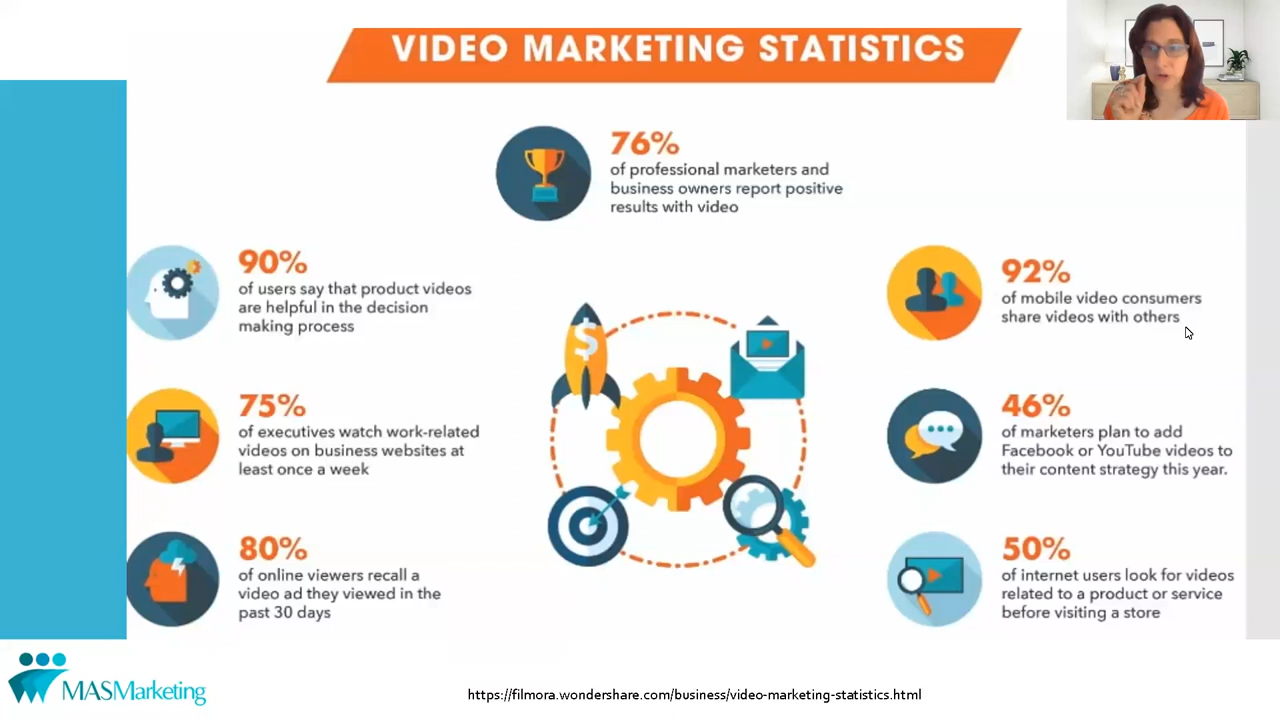 VIDEO MARKETING STATISTICS
76%
of professional marketers and
business owners report positive
results with video
90%
of users say that product videos
are helpful in the decision
making process
75%
of executives watch work-related
videos on business websites at
least once a week
80%
of online viewers recall a
video ad they viewed in the
past 30 days
$
92%
of mobile video consumers
share videos with others
46%
of marketers plan to add
Facebook or YouTube videos to
their content strategy this year.
50%
of internet users look for videos
related to a product or service
before visiting a store
MASMarketing
https://filmora.wondershare.com/business/video-marketing-statistics.html